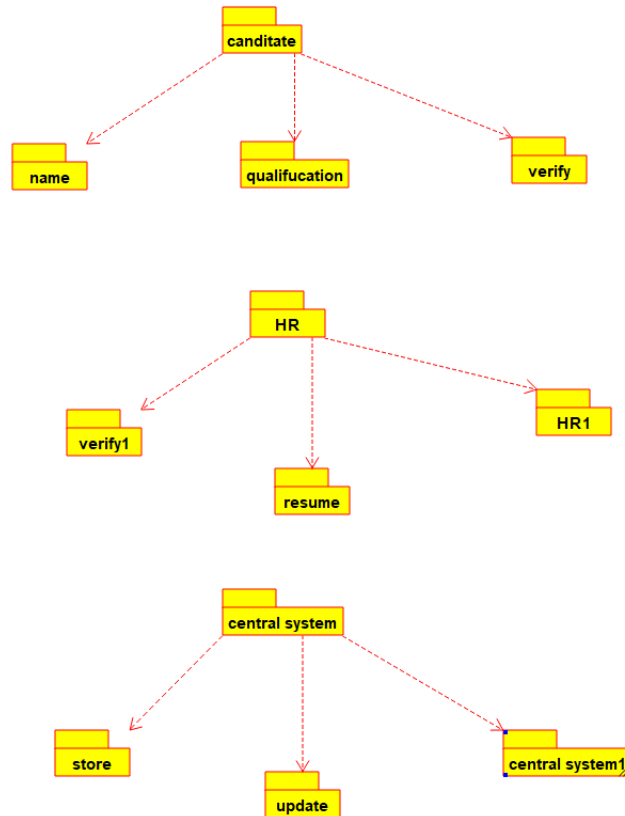 canditate
name
qualifucation
verify
HR
verify1
HR1
resume
central system
store
central system1
update